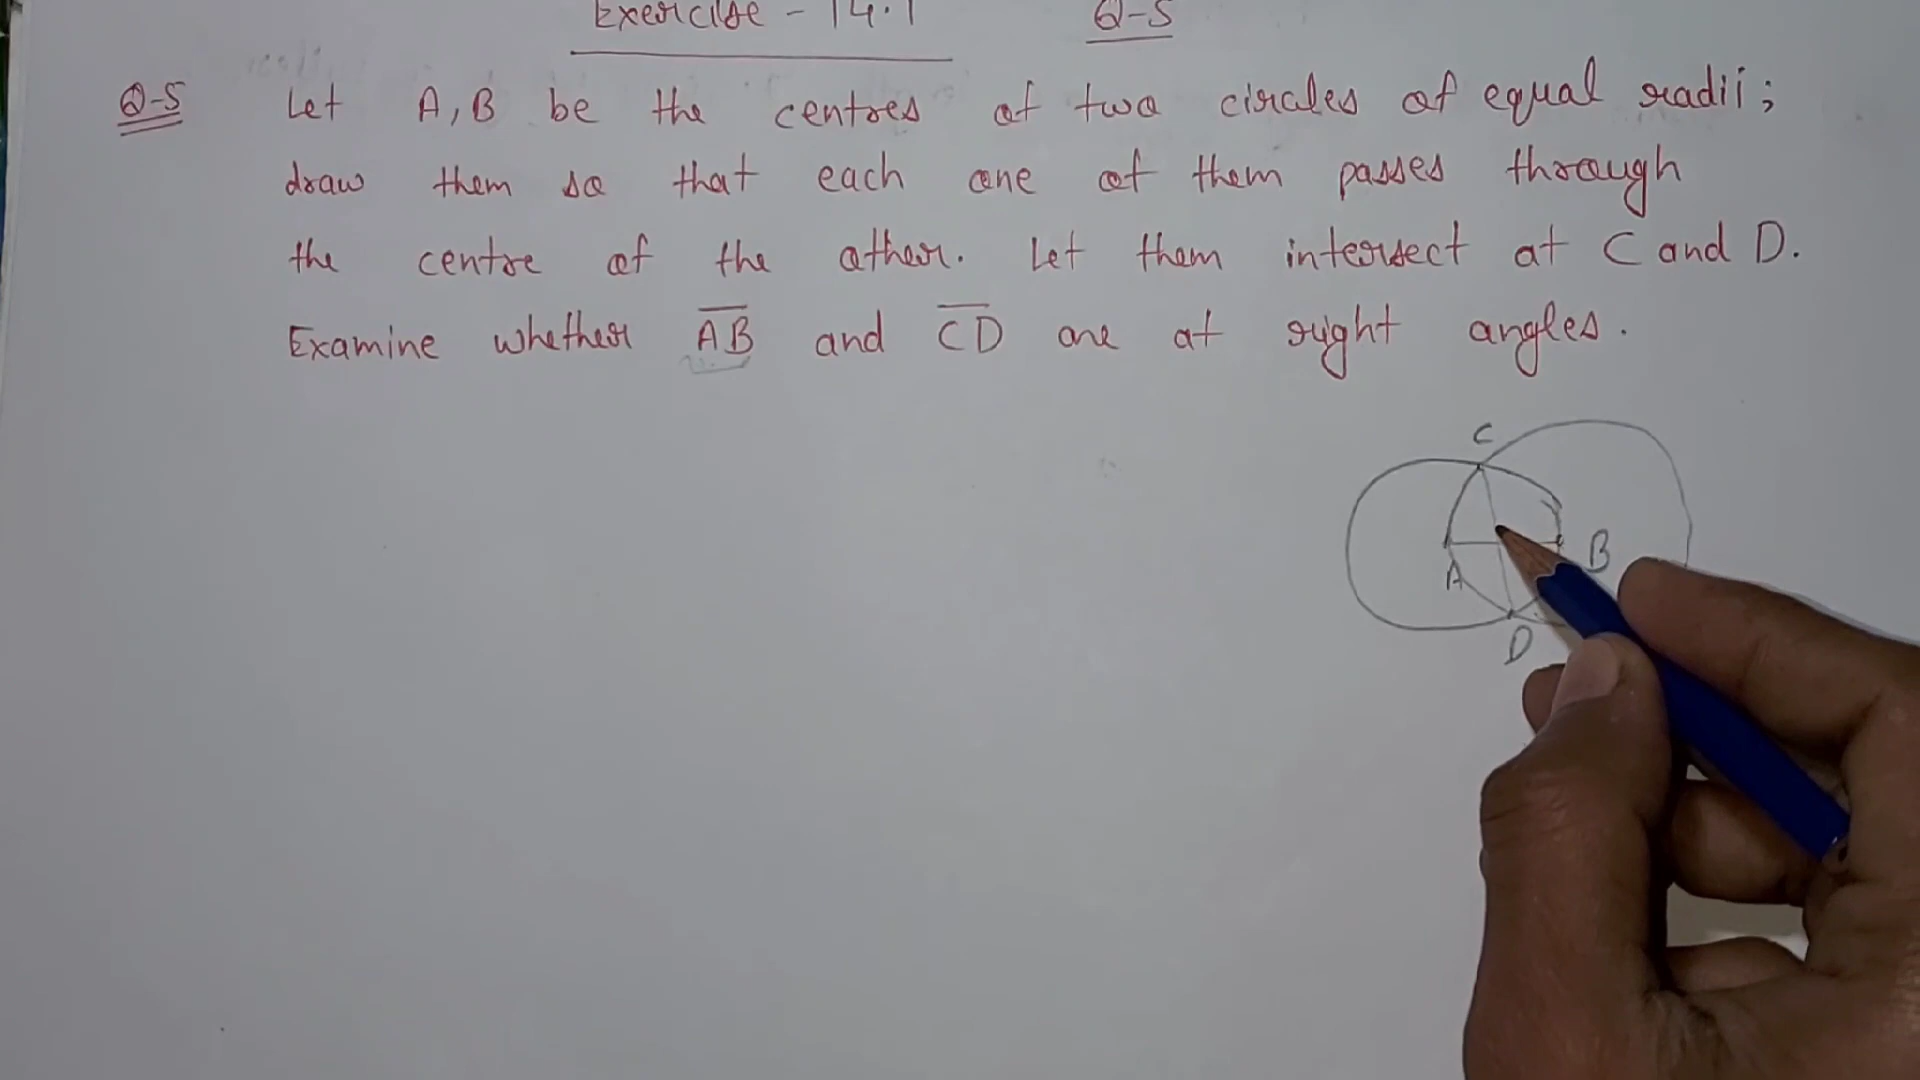 Exercise - 14.1 Q-5
Q-5 Let A, B be the centres of two circles of equal radii;
draw them so that each one of them passes through
the centre of the other. Let them intersect at C and D.
Examine whether AB and CD are at right angles.
C
B
A
D